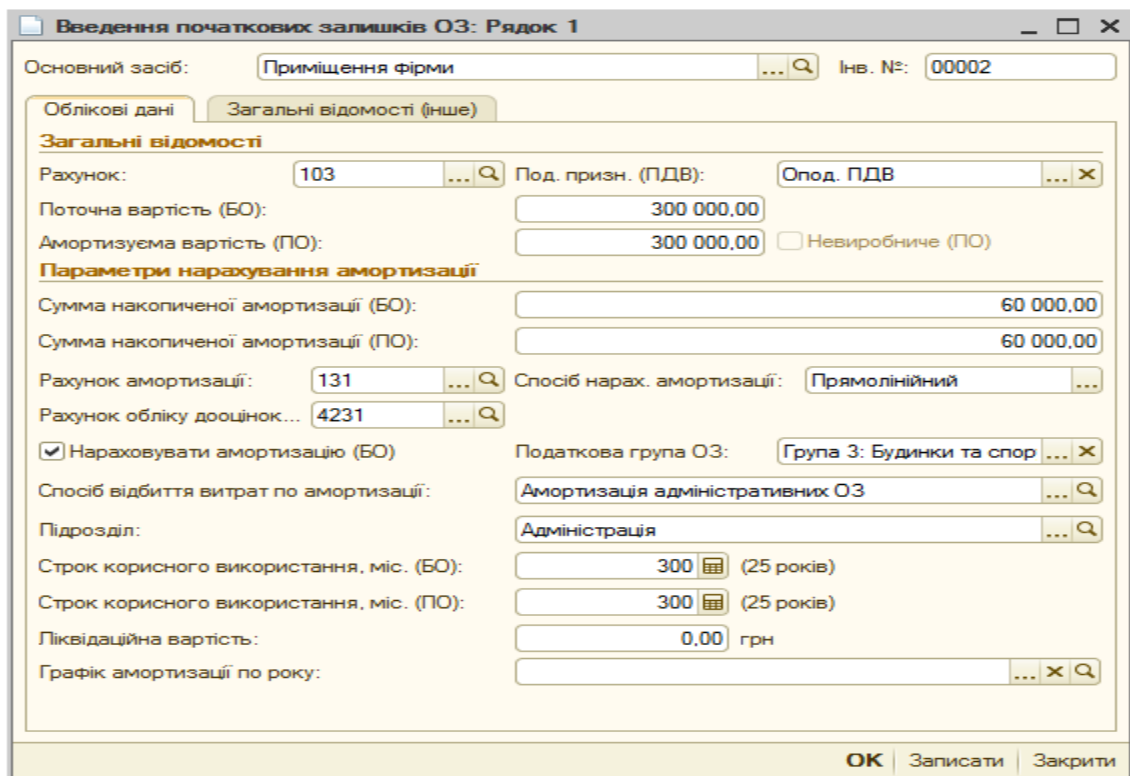 Введення початкових залишків ОЗ: Рядок 1
Основний засіб: Приміщення фірми ... Інв. №: 00002
Облікові дані Загальні відомості (інше)
Загальні відомості
Рахунок: 103 ... Под. призн. (ПДВ): Опод. ПДВ ...
Поточна вартість (БО): 300 000,00
Амортизуєма вартість (ПО): 300 000,00 Невиробниче (ПО)
Параметри нарахування амортизації
Сумма накопиченої амортизації (БО): 60 000,00
Сумма накопиченої амортизації (ПО): 60 000,00
Рахунок амортизації: 131 ... Спосіб нарах. амортизації: Прямолінійний ...
Рахунок обліку дооцінок... 4231 ...
Нараховувати амортизацію (БО) Податкова група ОЗ: Група 3: Будинки та спор ...
Спосіб відбиття витрат по амортизації: Амортизація адміністративних ОЗ ...
Підрозділ: Адміністрація ...
Строк корисного використання, міс. (БО): 300 (25 років)
Строк корисного використання, міс. (ПО): 300 (25 років)
Ліквідаційна вартість: 0,00 грн
Графік амортизації по року: ...
OK Записати Закрити